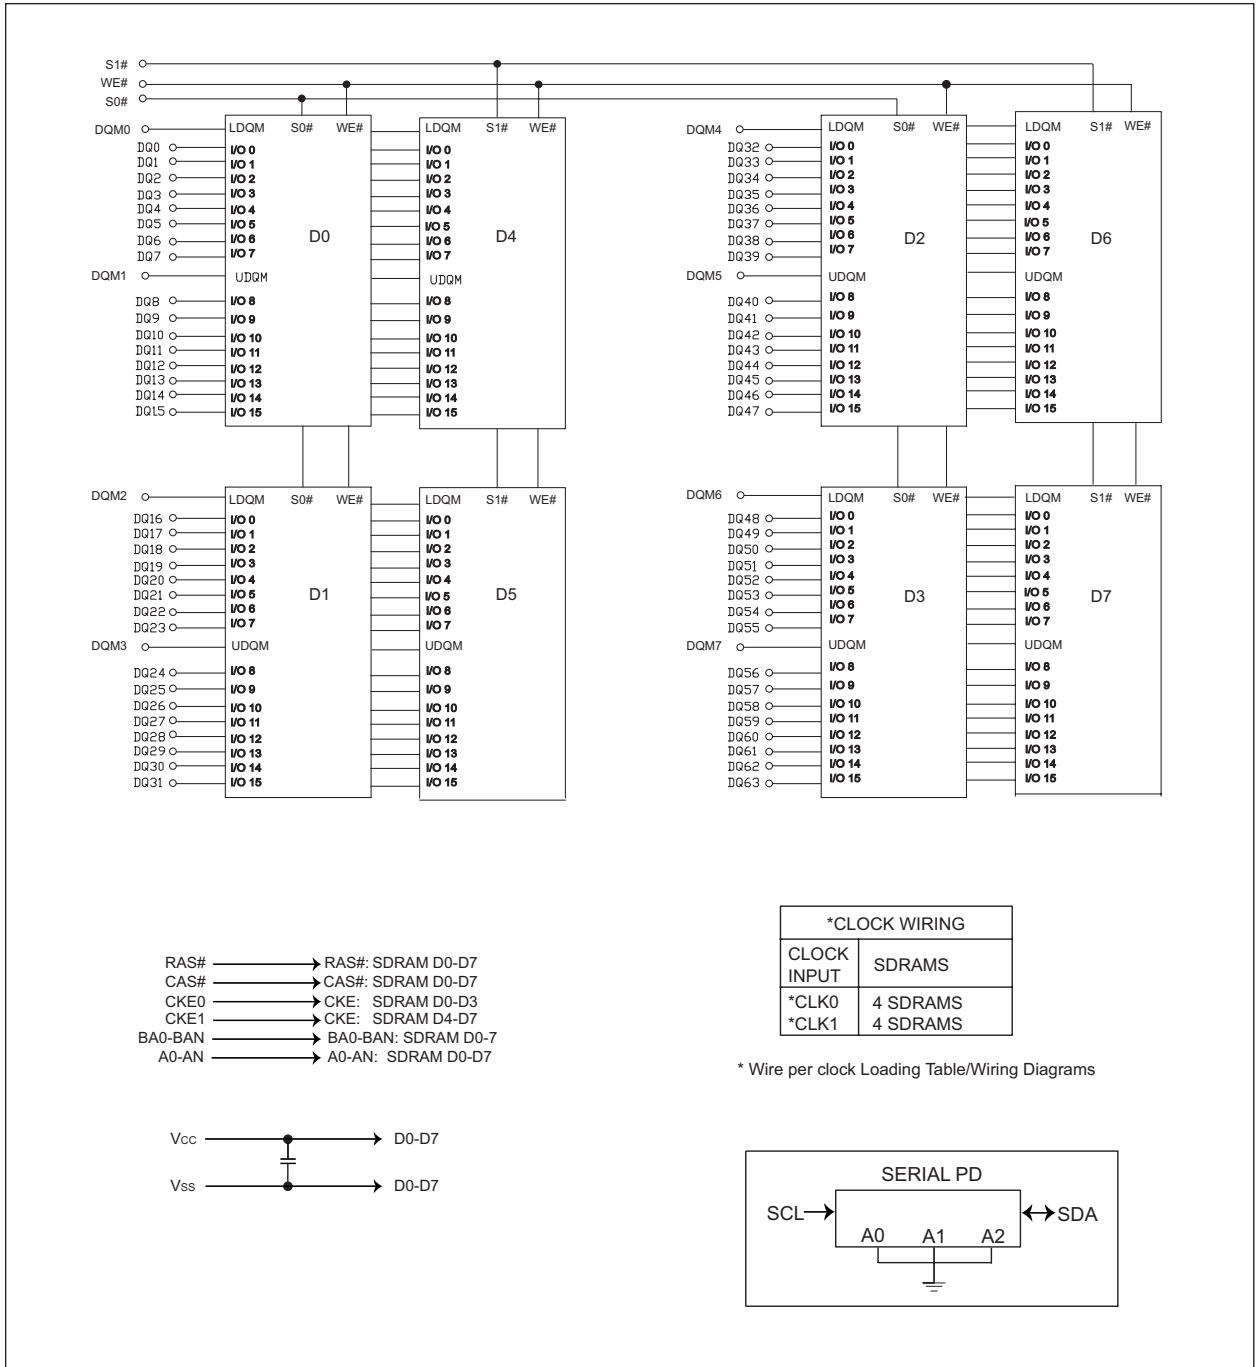 S1#
WE#
S0#
DQM0 LDQM S0# WE# LDQM S1# WE#
DQ0 I/O 0 I/O 0
DQ1 I/O 1 I/O 1
DQ2 I/O 2 I/O 2
DQ3 I/O 3 I/O 3
DQ4 I/O 4 I/O 4
DQ5 I/O 5 I/O 5
D0 D4
DQ6 I/O 6 I/O 6
DQ7 I/O 7 I/O 7
DQM1 UDQM UDQM
DQ8 I/O 8 I/O 8
DQ9 I/O 9 I/O 9
DQ10 I/O 10 I/O 10
DQ11 I/O 11 I/O 11
DQ12 I/O 12 I/O 12
DQ13 I/O 13 I/O 13
DQ14 I/O 14 I/O 14
DQ15 I/O 15 I/O 15
DQM4 LDQM S0# WE# LDQM S1# WE#
DQ32 I/O 0 I/O 0
DQ33 I/O 1 I/O 1
DQ34 I/O 2 I/O 2
DQ35 I/O 3 I/O 3
DQ36 I/O 4 I/O 4
DQ37 I/O 5 I/O 5
D2 D6
DQ38 I/O 6 I/O 6
DQ39 I/O 7 I/O 7
DQM5 UDQM UDQM
DQ40 I/O 8 I/O 8
DQ41 I/O 9 I/O 9
DQ42 I/O 10 I/O 10
DQ43 I/O 11 I/O 11
DQ44 I/O 12 I/O 12
DQ45 I/O 13 I/O 13
DQ46 I/O 14 I/O 14
DQ47 I/O 15 I/O 15
DQM2 LDQM S0# WE# LDQM S1# WE#
DQ16 I/O 0 I/O 0
DQ17 I/O 1 I/O 1
DQ18 I/O 2 I/O 2
DQ19 I/O 3 I/O 3
DQ20 I/O 4 I/O 4
DQ21 I/O 5 I/O 5
D1 D5
DQ22 I/O 6 I/O 6
DQ23 I/O 7 I/O 7
DQM3 UDQM UDQM
DQ24 I/O 8 I/O 8
DQ25 I/O 9 I/O 9
DQ26 I/O 10 I/O 10
DQ27 I/O 11 I/O 11
DQ28 I/O 12 I/O 12
DQ29 I/O 13 I/O 13
DQ30 I/O 14 I/O 14
DQ31 I/O 15 I/O 15
DQM6 LDQM S0# WE# LDQM S1# WE#
DQ48 I/O 0 I/O 0
DQ49 I/O 1 I/O 1
DQ50 I/O 2 I/O 2
DQ51 I/O 3 I/O 3
DQ52 I/O 4 I/O 4
DQ53 I/O 5 I/O 5
D3 D7
DQ54 I/O 6 I/O 6
DQ55 I/O 7 I/O 7
DQM7 UDQM UDQM
DQ56 I/O 8 I/O 8
DQ57 I/O 9 I/O 9
DQ58 I/O 10 I/O 10
DQ59 I/O 11 I/O 11
DQ60 I/O 12 I/O 12
DQ61 I/O 13 I/O 13
DQ62 I/O 14 I/O 14
DQ63 I/O 15 I/O 15
RAS# RAS#: SDRAM D0-D7
CAS# CAS#: SDRAM D0-D7
CKE0 CKE: SDRAM D0-D3
CKE1 CKE: SDRAM D4-D7
BA0-BAN BA0-BAN: SDRAM D0-7
A0-AN A0-AN: SDRAM D0-D7
Vcc D0-D7
Vss D0-D7
*CLOCK WIRING
CLOCK
INPUT SDRAMS
*CLK0 4 SDRAMS
*CLK1 4 SDRAMS
* Wire per clock Loading Table/Wiring Diagrams
SERIAL PD
SCL SDA
A0 A1 A2